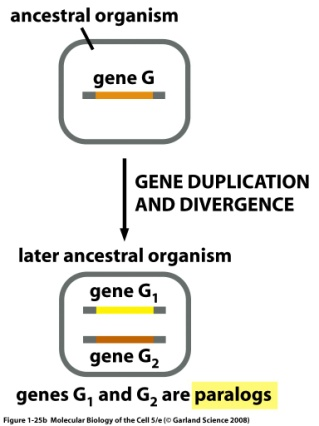 ancestral organism
gene G
GENE DUPLICATION
AND DIVERGENCE
later ancestral organism
gene G₁
gene G₂
genes G₁ and G₂ are paralogs
Figure 1-25b Molecular Biology of the Cell 5/e (© Garland Science 2008)